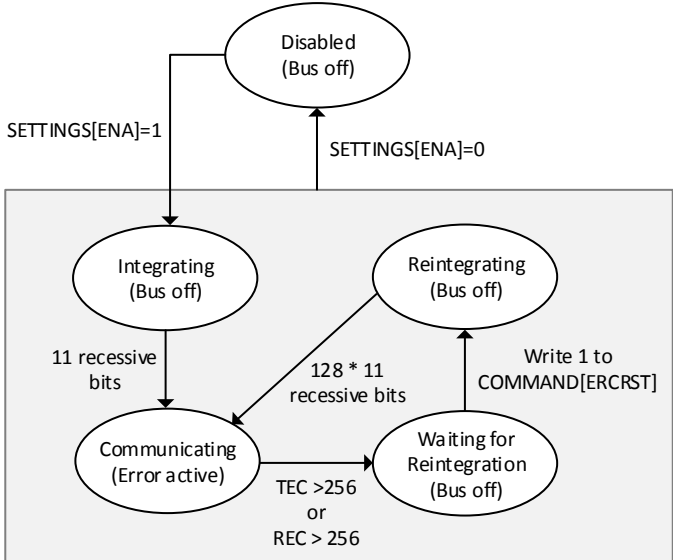 Disabled
(Bus off)
SETTINGS[ENA]=1
SETTINGS[ENA]=0
Integrating
(Bus off)
Reintegrating
(Bus off)
11 recessive
bits
128 * 11
recessive bits
Write 1 to
COMMAND[ERCRST]
Communicating
(Error active)
TEC >256
or
REC > 256
Waiting for
Reintegration
(Bus off)